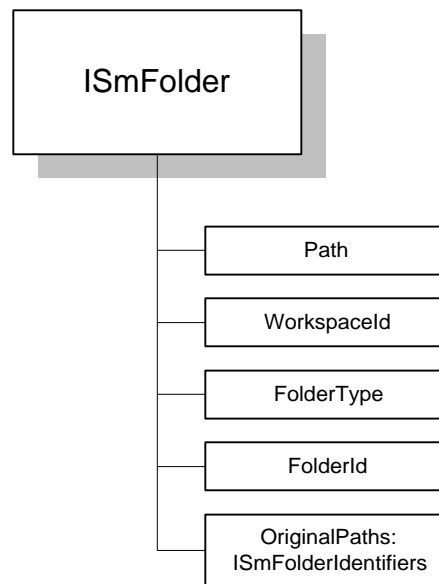 ISmFolder
Path
WorkspaceId
FolderType
FolderId
OriginalPaths:
ISmFolderIdentifiers